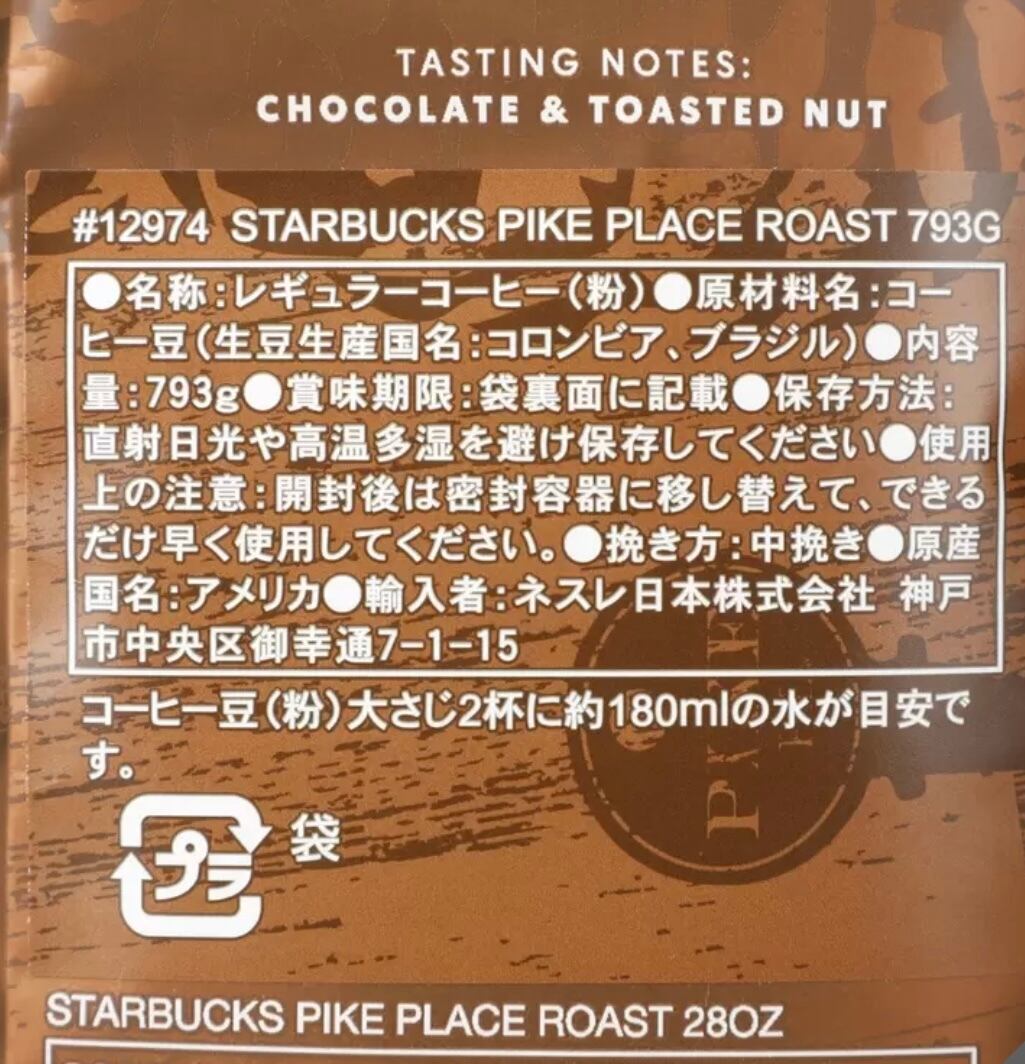 TASTING NOTES:
CHOCOLATE & TOASTED NUT
#12974 STARBUCKS PIKE PLACE ROAST 793G
●名称:レギュラーコーヒー(粉)●原材料名:コー
ヒー豆(生豆生産国名:コロンビア、ブラジル)●内容
量:793g●賞味期限:袋裏面に記載●保存方法:
直射日光や高温多湿を避け保存してください●使用
上の注意:開封後は密封容器に移し替えて、できる
だけ早く使用してください。●挽き方:中挽き●原産
国名:アメリカ●輸入者:ネスレ日本株式会社 神戸
市中央区御幸通7-1-15
コーヒー豆(粉)大さじ2杯に約180mlの水が目安で
す。
プラ 袋
STARBUCKS PIKE PLACE ROAST 28OZ